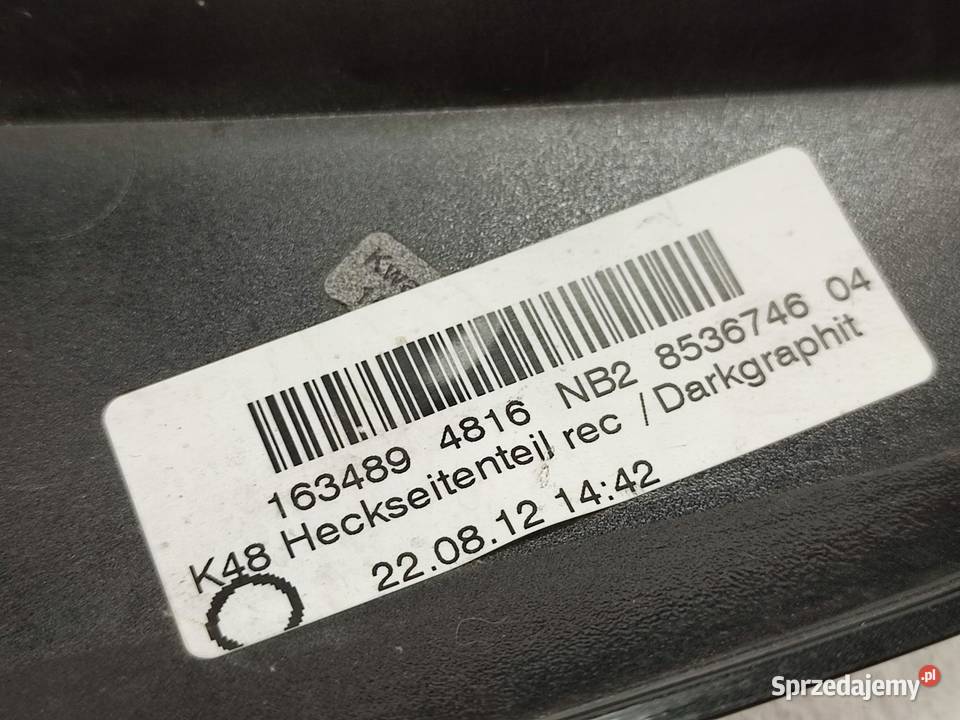 163489 4816 NB2 8536746 04
K48 Heckseitenteil rec / Darkgraphit
22.08.12 14:42
Sprzedajemy.pl